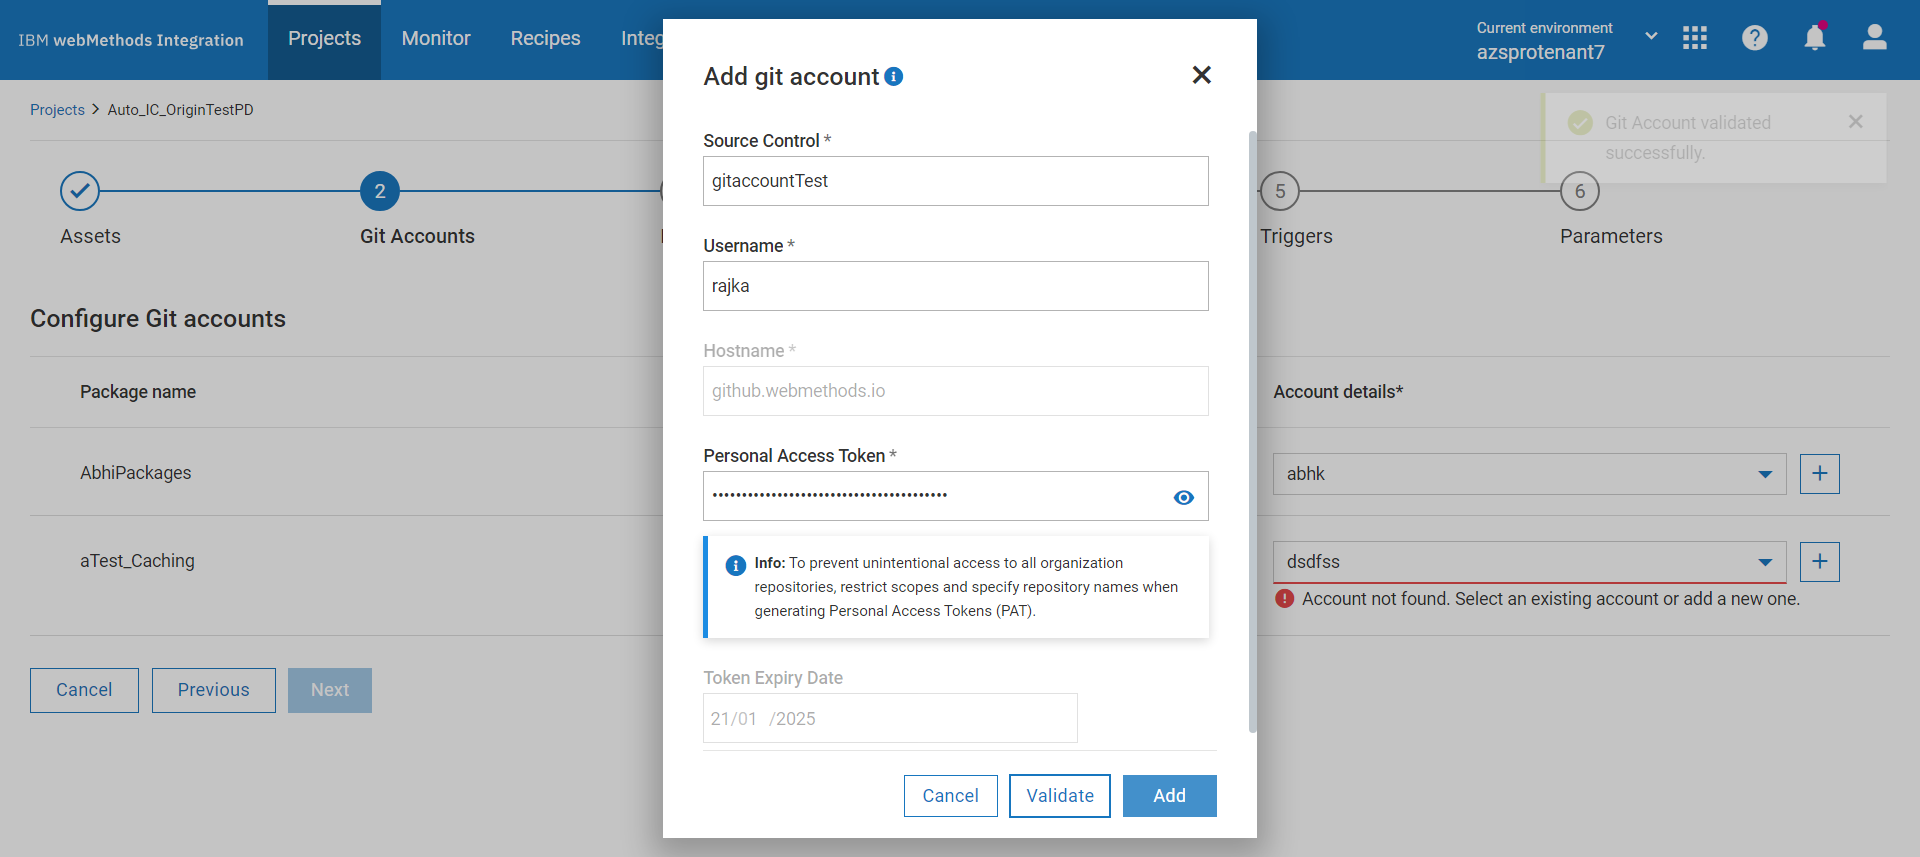 IBM webMethods Integration
Projects
Monitor
Recipes
Integ
Current environment
azsprotenant7
Projects > Auto_IC_OriginTestPD
Git Account validated
successfully.
2
5
6
Assets
Git Accounts
Triggers
Parameters
Configure Git accounts
Package name
Account details*
AbhiPackages
abhk
aTest_Caching
dsdfss
Account not found. Select an existing account or add a new one.
Cancel
Previous
Next
Add git account
Source Control *
gitaccountTest
Username *
rajka
Hostname *
github.webmethods.io
Personal Access Token *
••••••••••••••••••••••••••••••••••••••••
Info: To prevent unintentional access to all organization
repositories, restrict scopes and specify repository names when
generating Personal Access Tokens (PAT).
Token Expiry Date
21/01 /2025
Cancel
Validate
Add